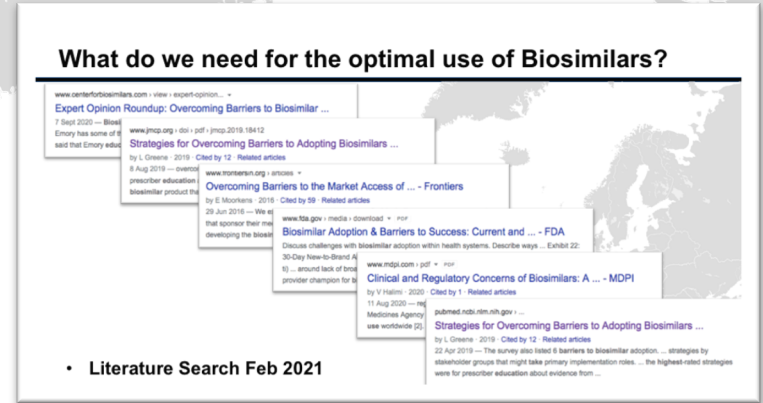 What do we need for the optimal use of Biosimilars?
www.centerforbiosimilars.com › view › expert-opinion...
Expert Opinion Roundup: Overcoming Barriers to Biosimilar ...
7 Sept 2020 — Biosi
Emory has some of t
said that Emory educ
www.jmcp.org › doi › pdf › jmcp.2019.18412
Strategies for Overcoming Barriers to Adopting Biosimilars ...
by L Greene · 2019 · Cited by 12 · Related articles
8 Aug 2019 — overco
prescriber education
biosimilar product tha
www.frontiersin.org › articles
Overcoming Barriers to the Market Access of ... - Frontiers
by E Moorkens · 2016 · Cited by 59 · Related articles
29 Jun 2016 — We e
that sponsor their me
developing the biosin
www.fda.gov › media › download PDF
Biosimilar Adoption & Barriers to Success: Current and ... - FDA
Discuss challenges with biosimilar adoption within health systems. Describe ways ... Exhibit 22:
30-Day New-to-Brand A
ti) ... around lack of broa
provider champion for b
www.mdpi.com › pdf PDF
Clinical and Regulatory Concerns of Biosimilars: A ... - MDPI
by V Halimi · 2020 · Cited by 1 · Related articles
11 Aug 2020 — reg
Medicines Agency
use worldwide [2].
pubmed.ncbi.nlm.nih.gov › ...
Strategies for Overcoming Barriers to Adopting Biosimilars ...
by L Greene · 2019 · Cited by 12 · Related articles
22 Apr 2019 — The survey also listed 6 barriers to biosimilar adoption. ... strategies by
stakeholder groups that might take primary implementation roles. ... the highest-rated strategies
were for prescriber education about evidence from ...
• Literature Search Feb 2021